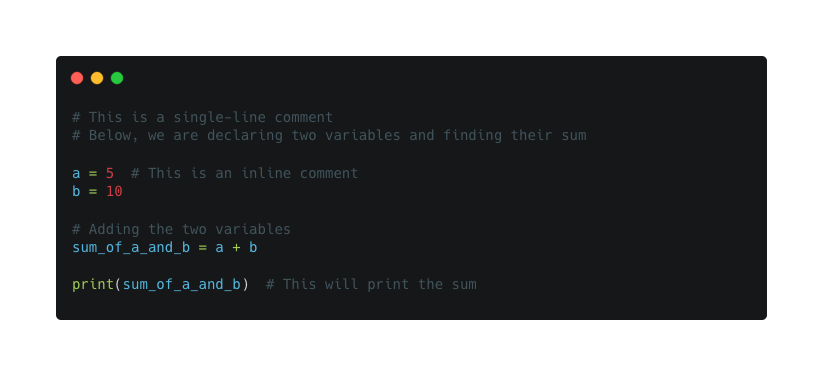 # This is a single-line comment
# Below, we are declaring two variables and finding their sum
a = 5  # This is an inline comment
b = 10
# Adding the two variables
sum_of_a_and_b = a + b
print(sum_of_a_and_b)  # This will print the sum